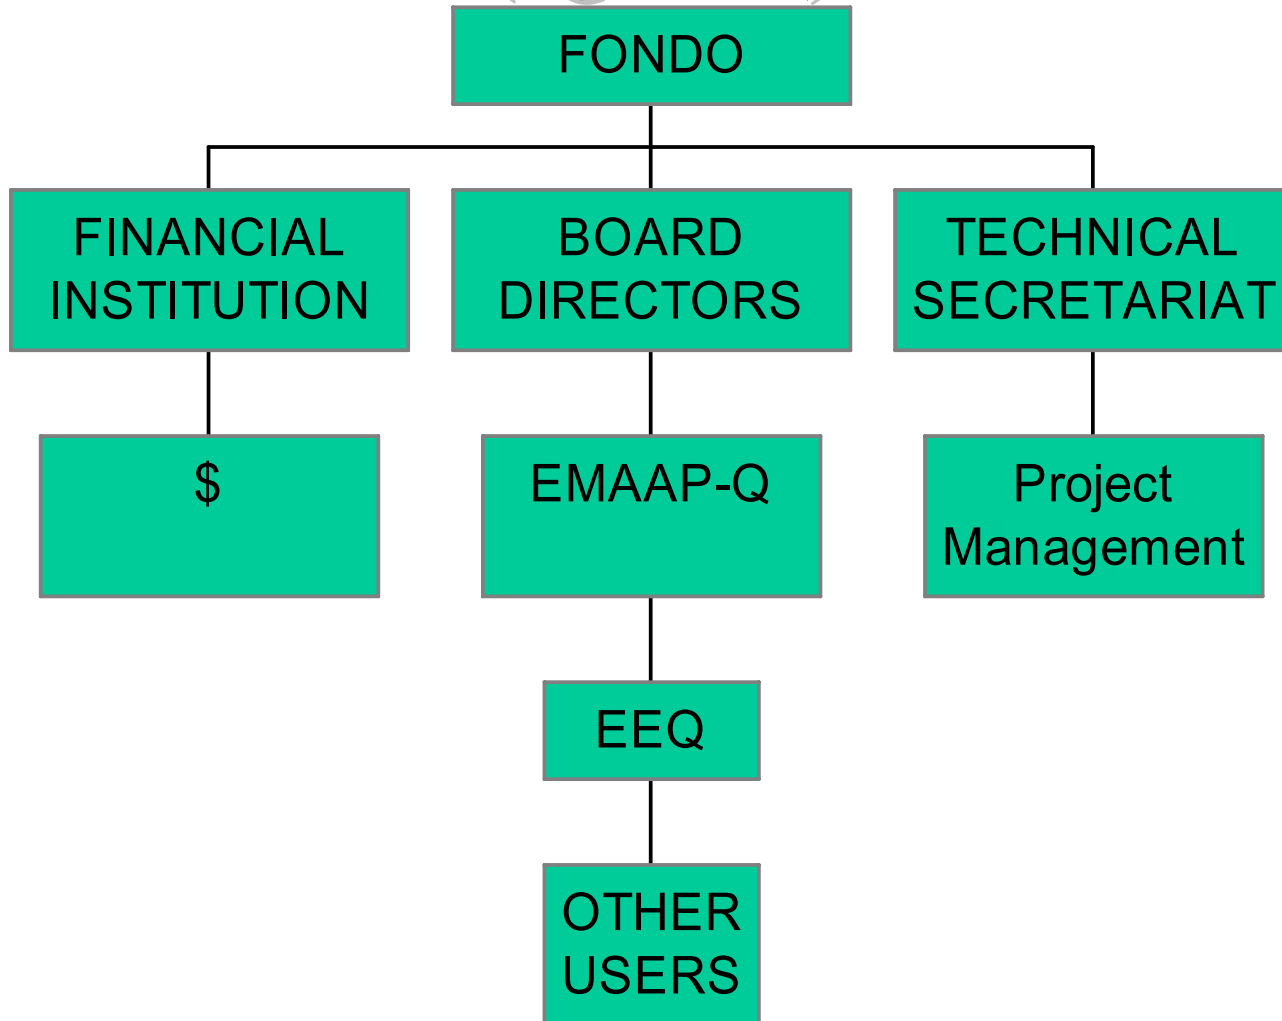 FONDO
FINANCIAL
INSTITUTION
BOARD
DIRECTORS
TECHNICAL
SECRETARIAT
$
EMAAP-Q
Project
Management
EEQ
OTHER
USERS